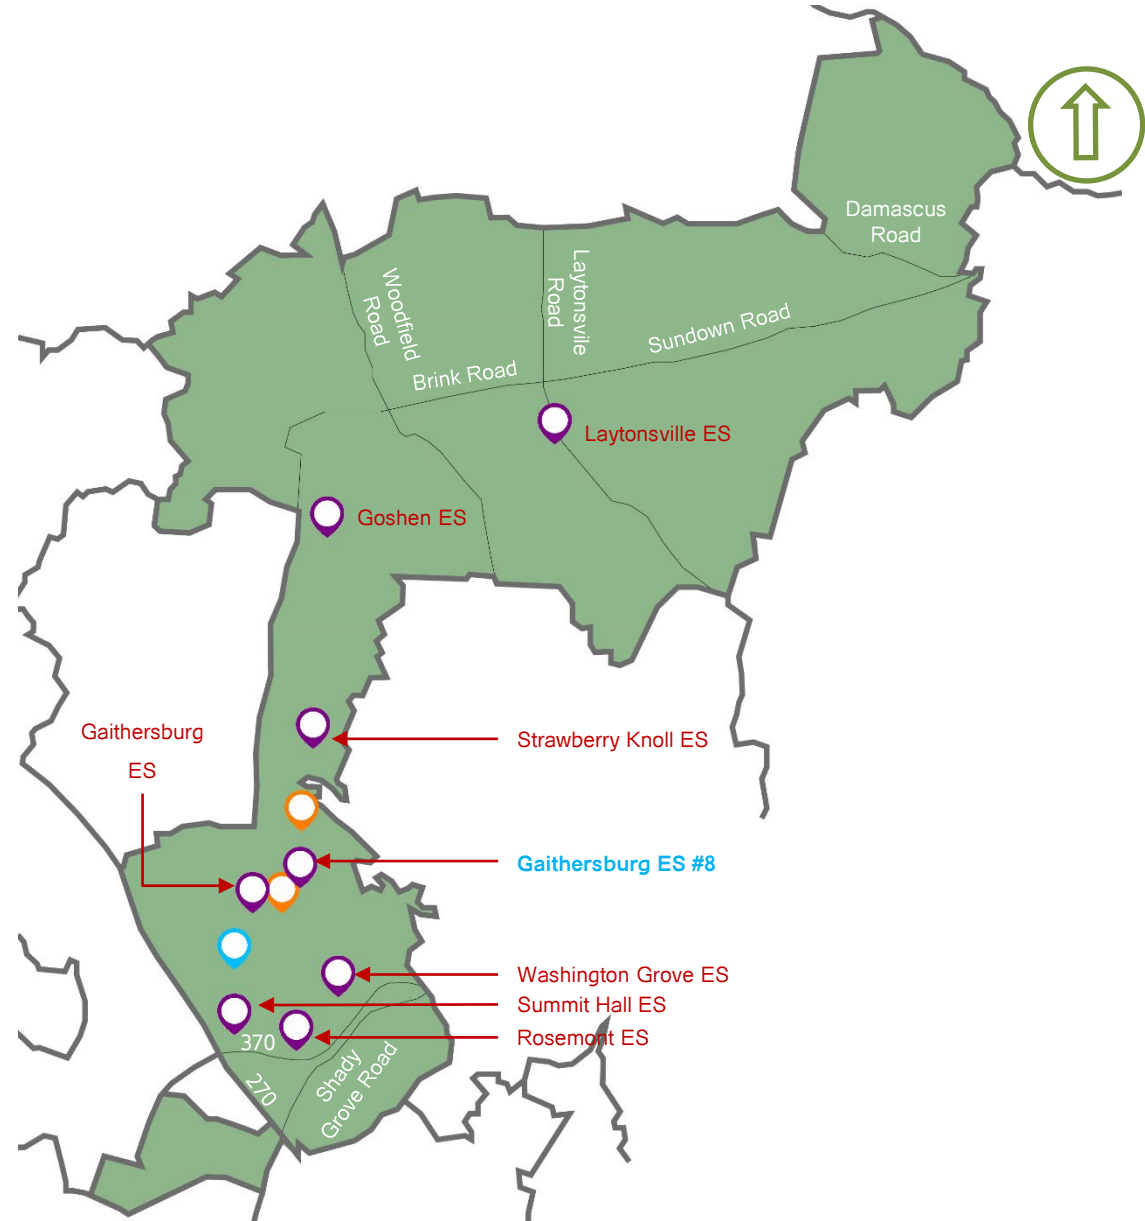 Damascus
Road
Laytonsvile
Road
Woodfield
Road
Sundown Road
Brink Road
Laytonsville ES
Goshen ES
Gaithersburg
ES
Strawberry Knoll ES
Gaithersburg ES #8
Washington Grove ES
Summit Hall ES
Rosemont ES
370
270
Shady
Grove Road